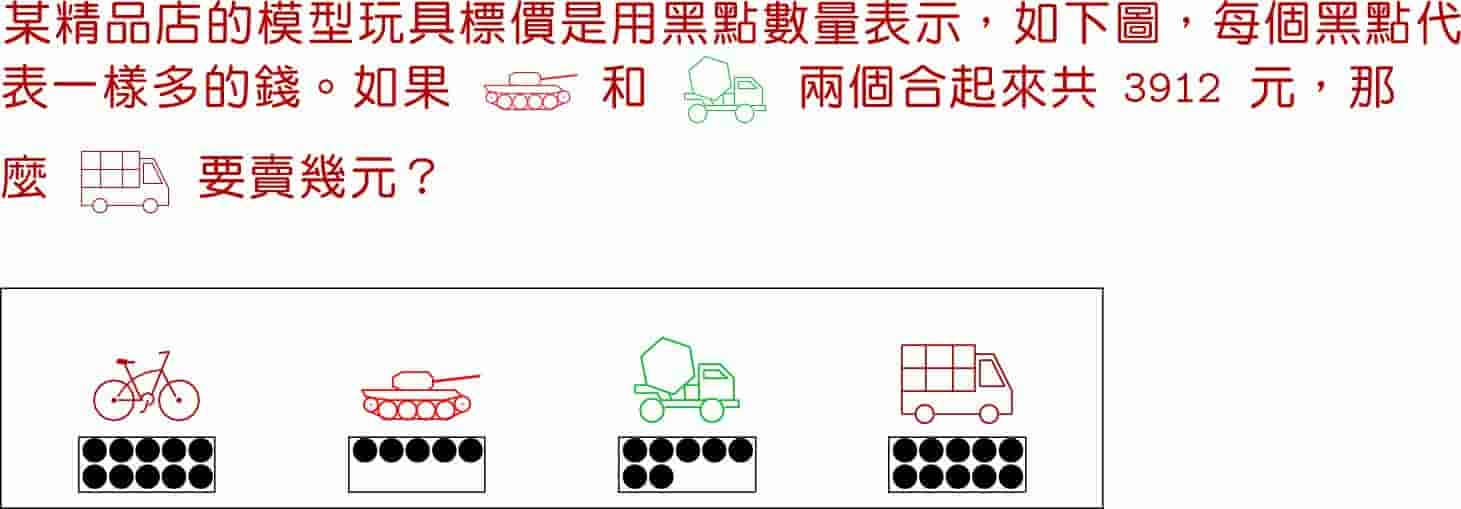 某精品店的模型玩具標價是用黑點數量表示，如下圖，每個黑點代
表一樣多的錢。如果 和 兩個合起來共 3912 元，那
麼 要賣幾元？